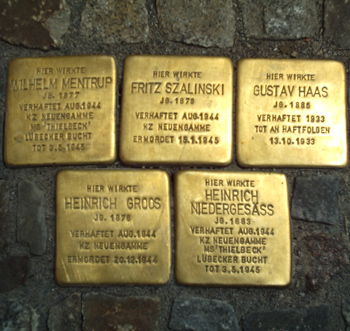 HIER WIRKTE
WILHELM MENTRUP
JG. 1877
VERHAFTET AUG. 1944
KZ NEUENGAMME
MS 'THIELBECK'
LÜBECKER BUCHT
TOT 3.5.1945
HIER WIRKTE
FRITZ SZALINSKI
JG. 1878
VERHAFTET AUG. 1944
KZ NEUENGAMME
ERMORDET 15.1.1945
HIER WIRKTE
GUSTAV HAAS
JG. 1885
VERHAFTET 1933
TOT AN HAFTFOLGEN
13.10.1933
HIER WIRKTE
HEINRICH GROOS
JG. 1876
VERHAFTET AUG. 1944
KZ NEUENGAMME
ERMORDET 20.12.1944
HIER WIRKTE
HEINRICH
NIEDERGESÄSS
JG. 1883
VERHAFTET AUG. 1944
KZ NEUENGAMME
MS 'THIELBECK'
LÜBECKER BUCHT
TOT 3.5.1945